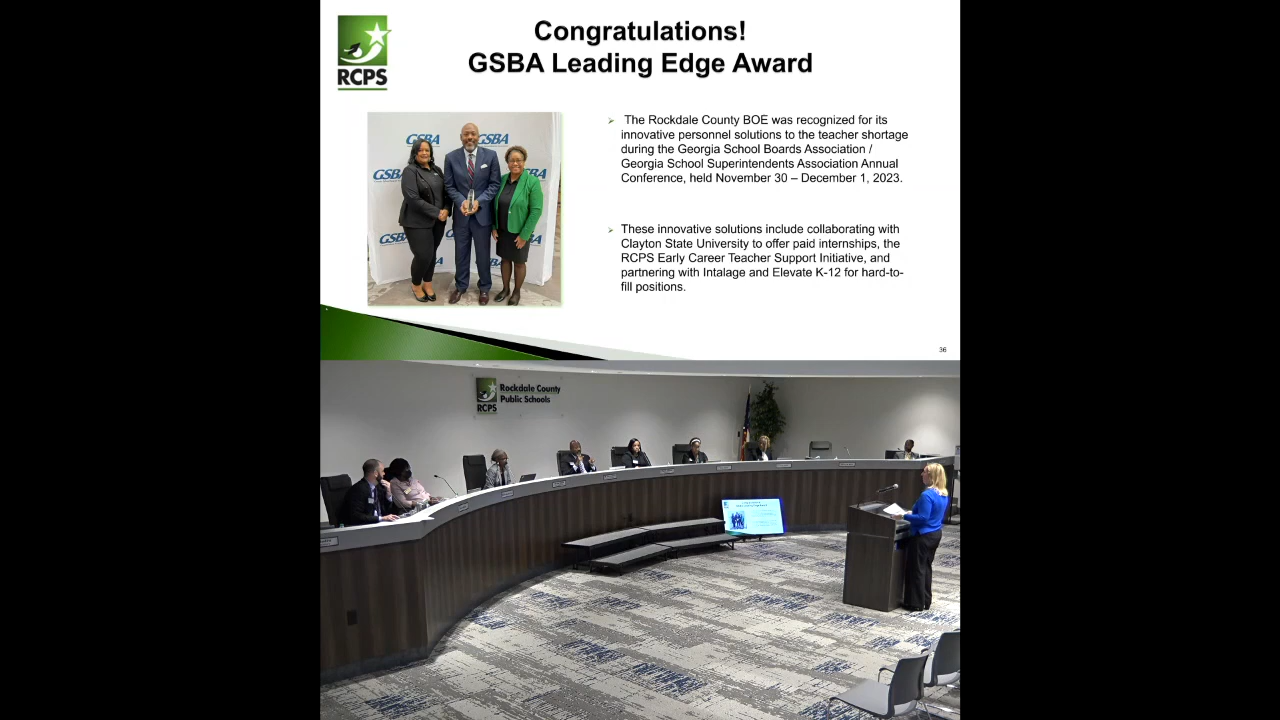 RCPS
Congratulations!
GSBA Leading Edge Award
GSBA
GSBA
GSBA
GSBA
The Rockdale County BOE was recognized for its
innovative personnel solutions to the teacher shortage
during the Georgia School Boards Association /
Georgia School Superintendents Association Annual
Conference, held November 30 – December 1, 2023.
These innovative solutions include collaborating with
Clayton State University to offer paid internships, the
RCPS Early Career Teacher Support Initiative, and
partnering with Intalage and Elevate K-12 for hard-to-
fill positions.
36
RCPS
Rockdale County
Public Schools